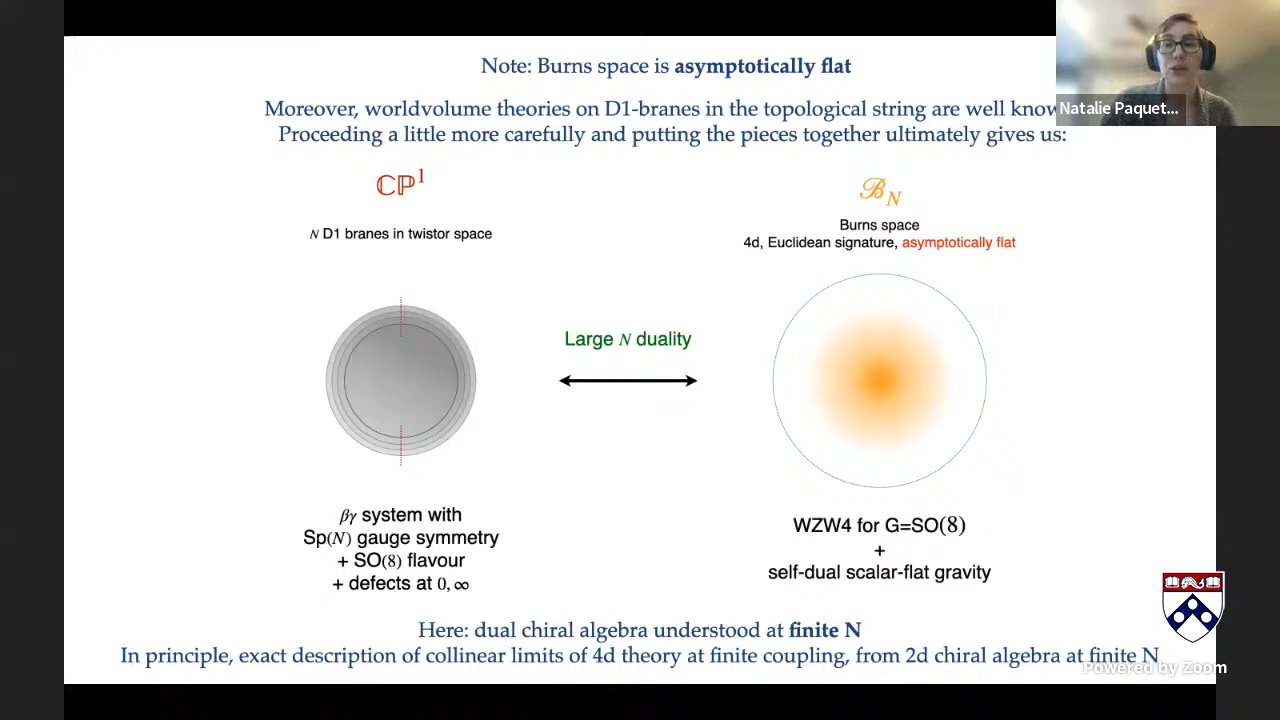 Note: Burns space is asymptotically flat
Moreover, worldvolume theories on D1-branes in the topological string are well know
Proceeding a little more carefully and putting the pieces together ultimately gives us:
Natalie Paquet...
ℂℙ¹
N D1 branes in twistor space
ℬ_N
Burns space
4d, Euclidean signature, asymptotically flat
Large N duality
βγ system with
Sp(N) gauge symmetry
+ SO(8) flavour
+ defects at 0, ∞
WZW4 for G=SO(8)
+
self-dual scalar-flat gravity
Here: dual chiral algebra understood at finite N
In principle, exact description of collinear limits of 4d theory at finite coupling, from 2d chiral algebra at finite N
Powered by Zoom